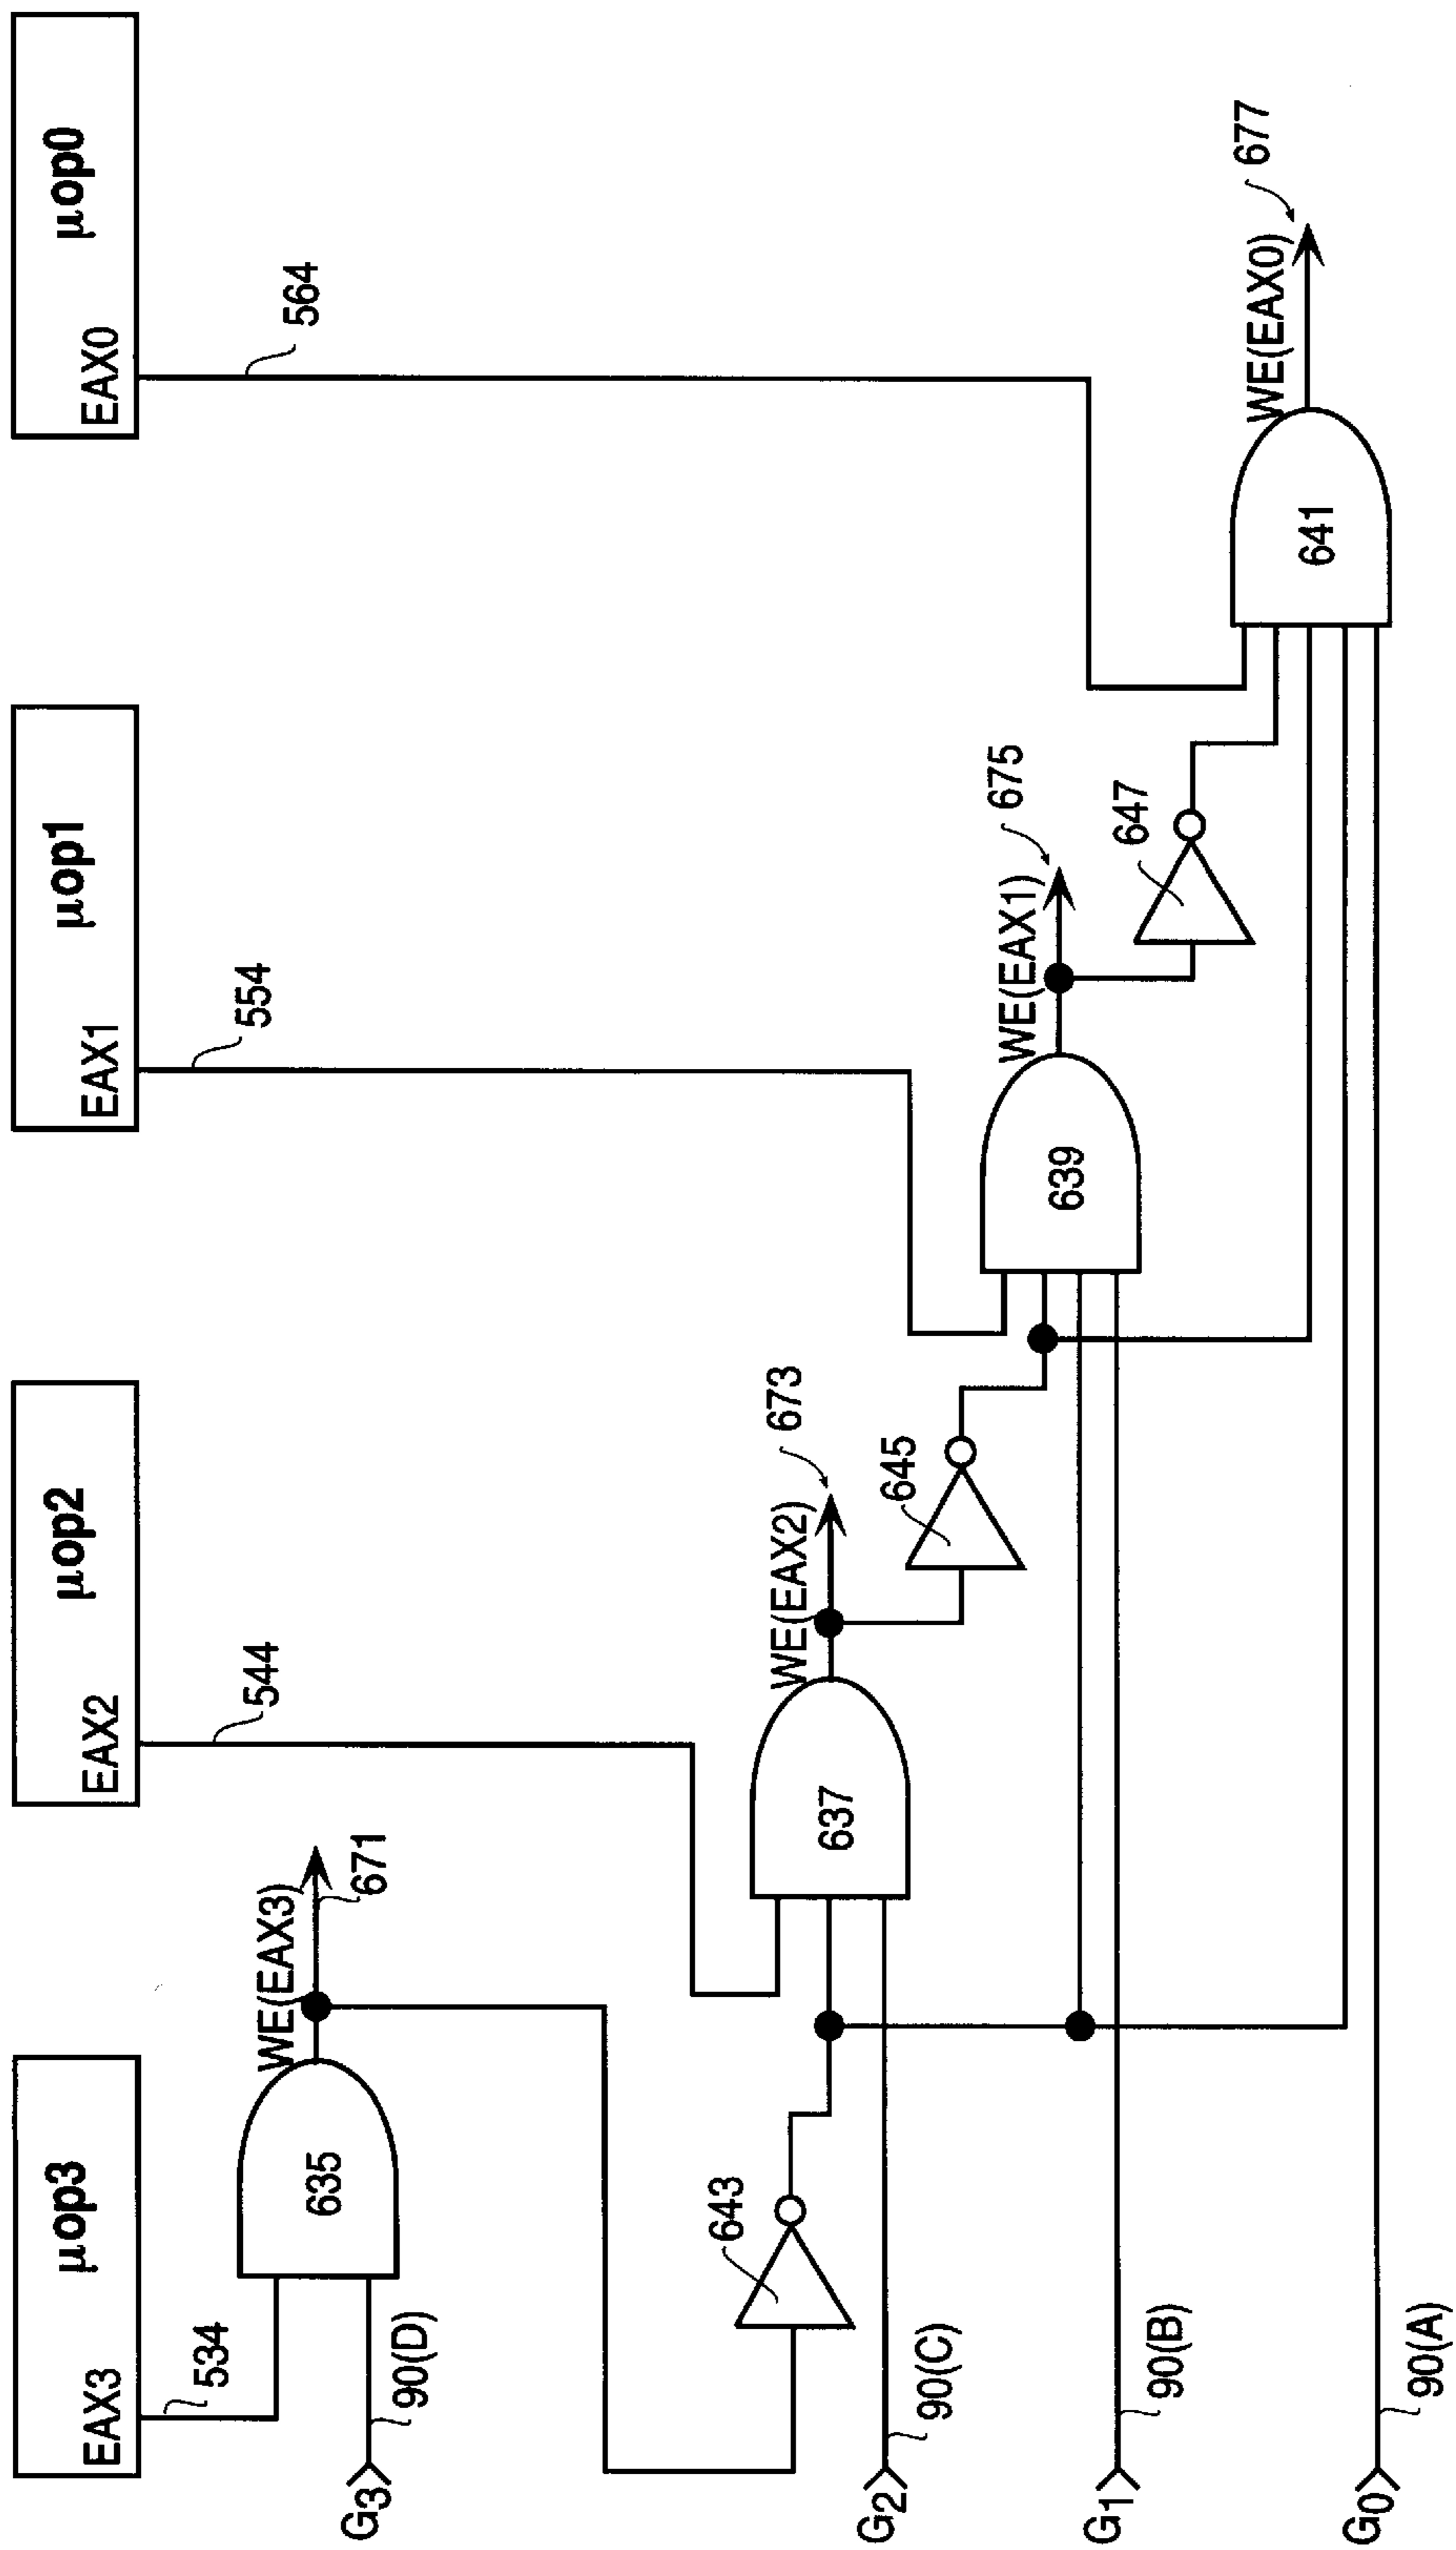 μop3
EAX3
534
G3
90(D)
635
WE(EAX3)
671
643
μop2
EAX2
544
G2
90(C)
637
WE(EAX2)
673
645
μop1
EAX1
554
G1
90(B)
639
WE(EAX1)
675
647
μop0
EAX0
564
G0
90(A)
641
WE(EAX0)
677